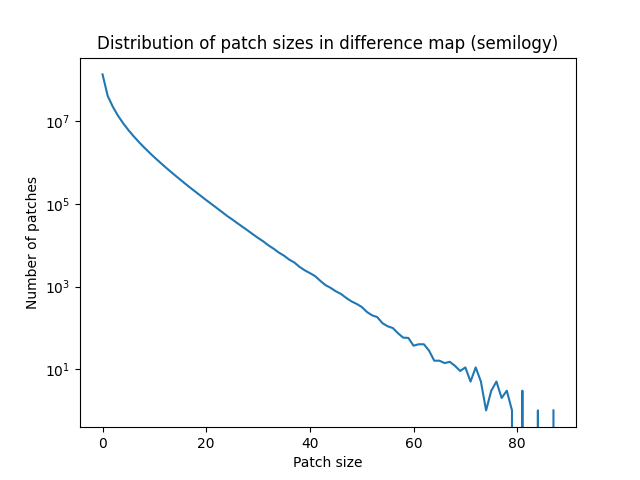 Distribution of patch sizes in difference map (semilogy)
10^7
10^5
10^3
10^1
Number of patches
0 20 40 60 80
Patch size